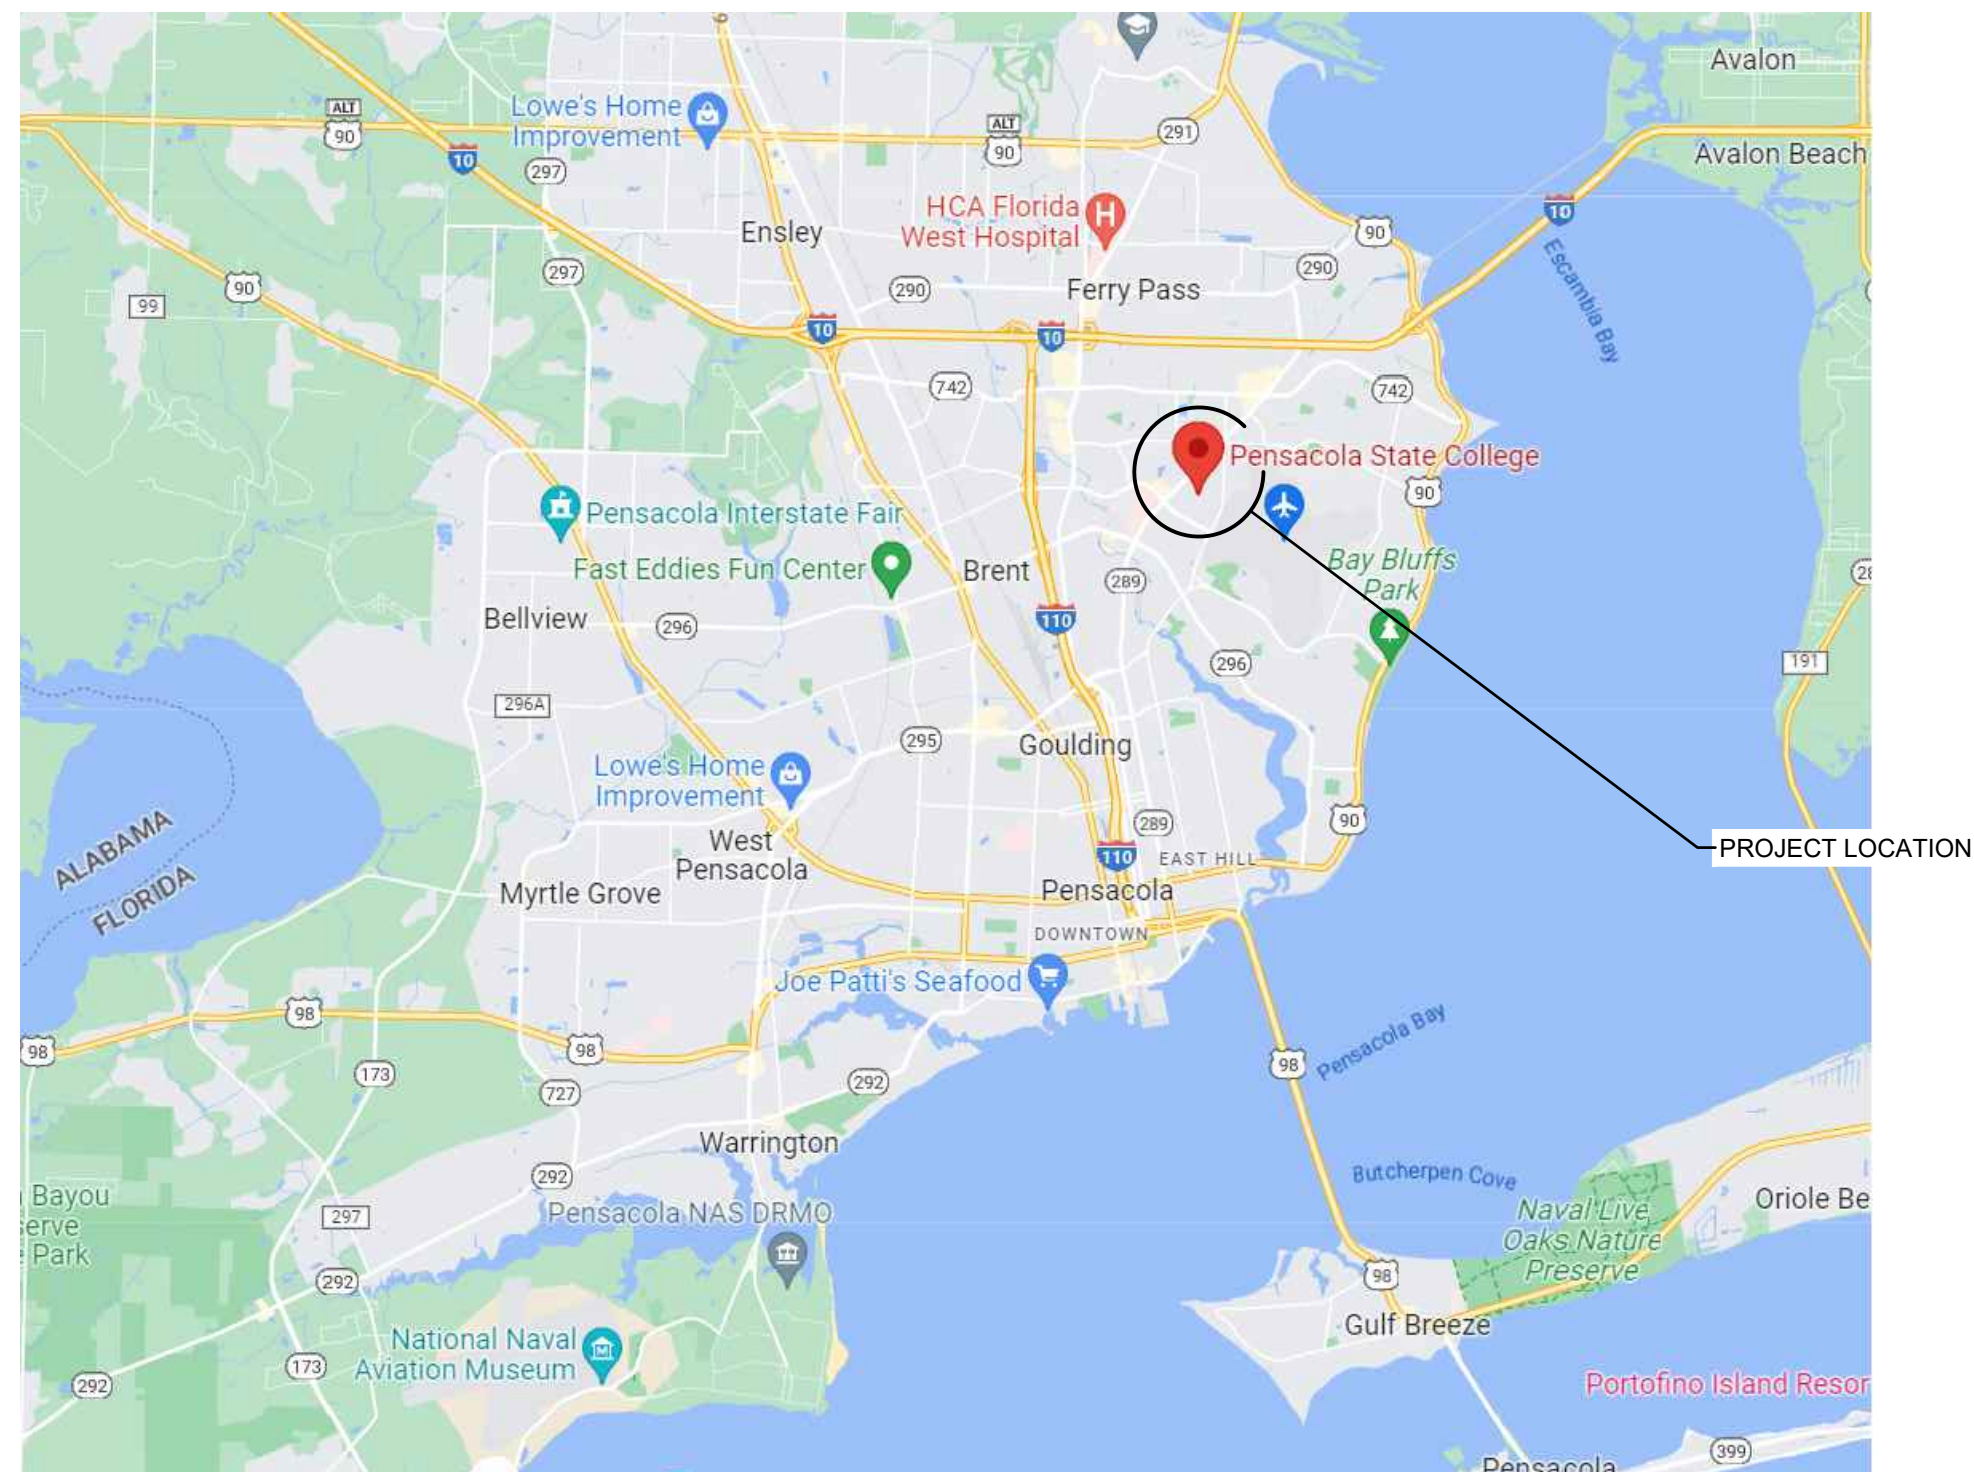 Avalon
ALT
90
Lowe's Home
Improvement
10
297
ALT
90
291
Avalon Beach
HCA Florida
West Hospital
H
10
Ensley
90
Escambia Bay
297
290
90
290
Ferry Pass
99
10
10
742
742
Pensacola State College
90
Pensacola Interstate Fair
Fast Eddies Fun Center
Brent
289
Bay Bluffs
Park
Bellview
296
110
296
191
296A
295
Goulding
Lowe's Home
Improvement
289
90
ALABAMA
FLORIDA
West
Pensacola
110
EAST HILL
PROJECT LOCATION
Myrtle Grove
Pensacola
DOWNTOWN
Joe Patti's Seafood
98
98
98
173
727
292
98
Pensacola Bay
Warrington
292
Butcherpen Cove
Bayou
Park
297
Pensacola NAS DRMO
Naval Live
Oaks Nature
Preserve
Oriole Be
292
98
Gulf Breeze
National Naval
Aviation Museum
173
292
Portofino Island Resor
399
Pensacola